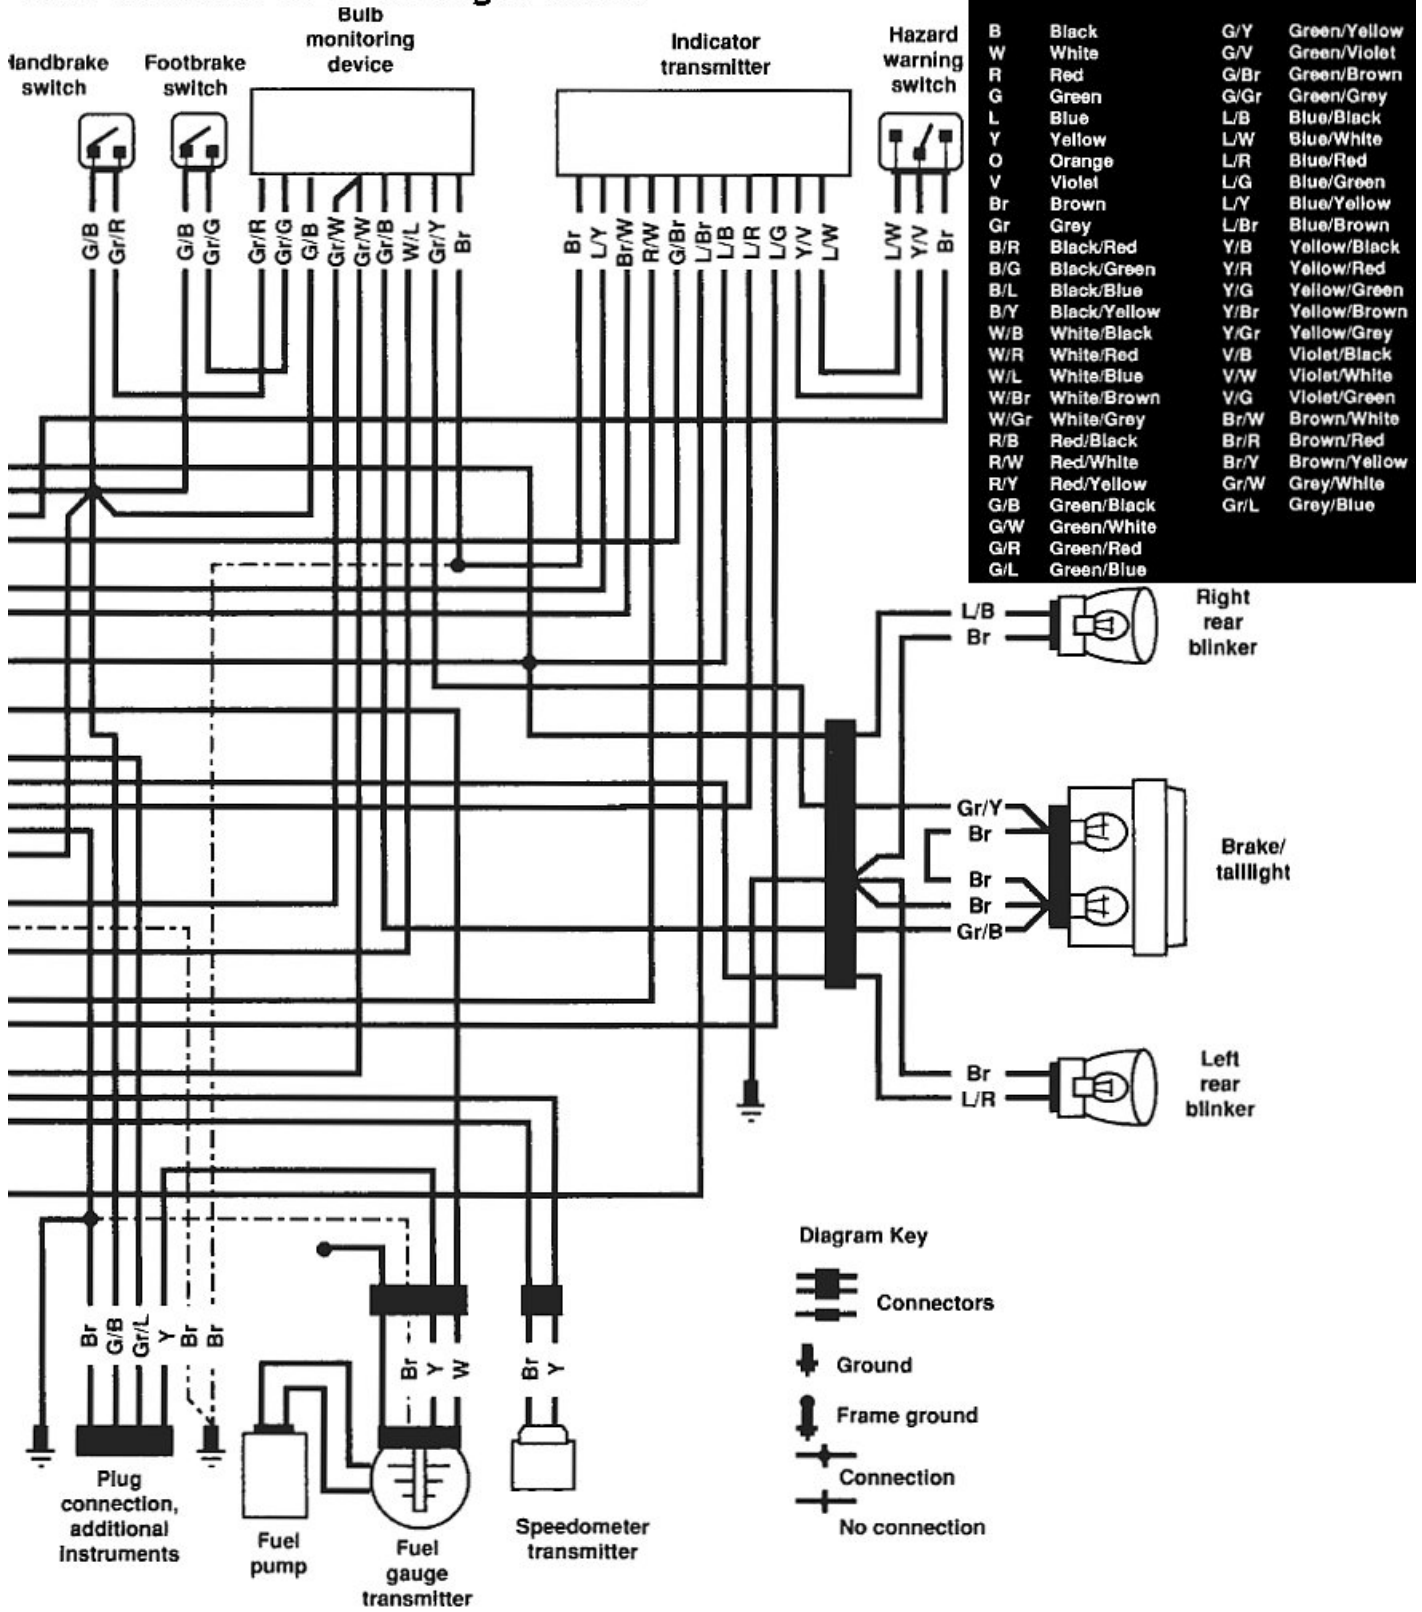 Bulb
monitoring
device
Handbrake
switch
Footbrake
switch
Indicator
transmitter
Hazard
warning
switch
B Black G/Y Green/Yellow
W White G/V Green/Violet
R Red G/Br Green/Brown
G Green G/Gr Green/Grey
L Blue L/B Blue/Black
Y Yellow L/W Blue/White
O Orange L/R Blue/Red
V Violet L/G Blue/Green
Br Brown L/Y Blue/Yellow
Gr Grey L/Br Blue/Brown
B/R Black/Red Y/B Yellow/Black
B/G Black/Green Y/R Yellow/Red
B/L Black/Blue Y/G Yellow/Green
B/Y Black/Yellow Y/Br Yellow/Brown
W/B White/Black Y/Gr Yellow/Grey
W/R White/Red V/B Violet/Black
W/L White/Blue V/W Violet/White
W/Br White/Brown V/G Violet/Green
W/Gr White/Grey Br/W Brown/White
R/B Red/Black Br/R Brown/Red
R/W Red/White Br/Y Brown/Yellow
R/Y Red/Yellow Gr/W Grey/White
G/B Green/Black Gr/L Grey/Blue
G/W Green/White
G/R Green/Red
G/L Green/Blue
G/B
Gr/R
G/B
Gr/G
Gr/R
Gr/G
G/B
Gr/W
Gr/W
Gr/B
W/L
Gr/Y
Br
Br
L/Y
Br/W
R/W
G/Br
L/Br
L/B
L/R
L/G
Y/V
L/W
L/W
Y/V
Br
L/B
Br
Right
rear
blinker
Gr/Y
Br
Br
Br
Gr/B
Brake/
taillight
Br
L/R
Left
rear
blinker
Br
G/B
Gr/L
Y
Br
Br
Br
Y
W
Br
Y
Plug
connection,
additional
instruments
Fuel
pump
Fuel
gauge
transmitter
Speedometer
transmitter
Diagram Key
Connectors
Ground
Frame ground
Connection
No connection